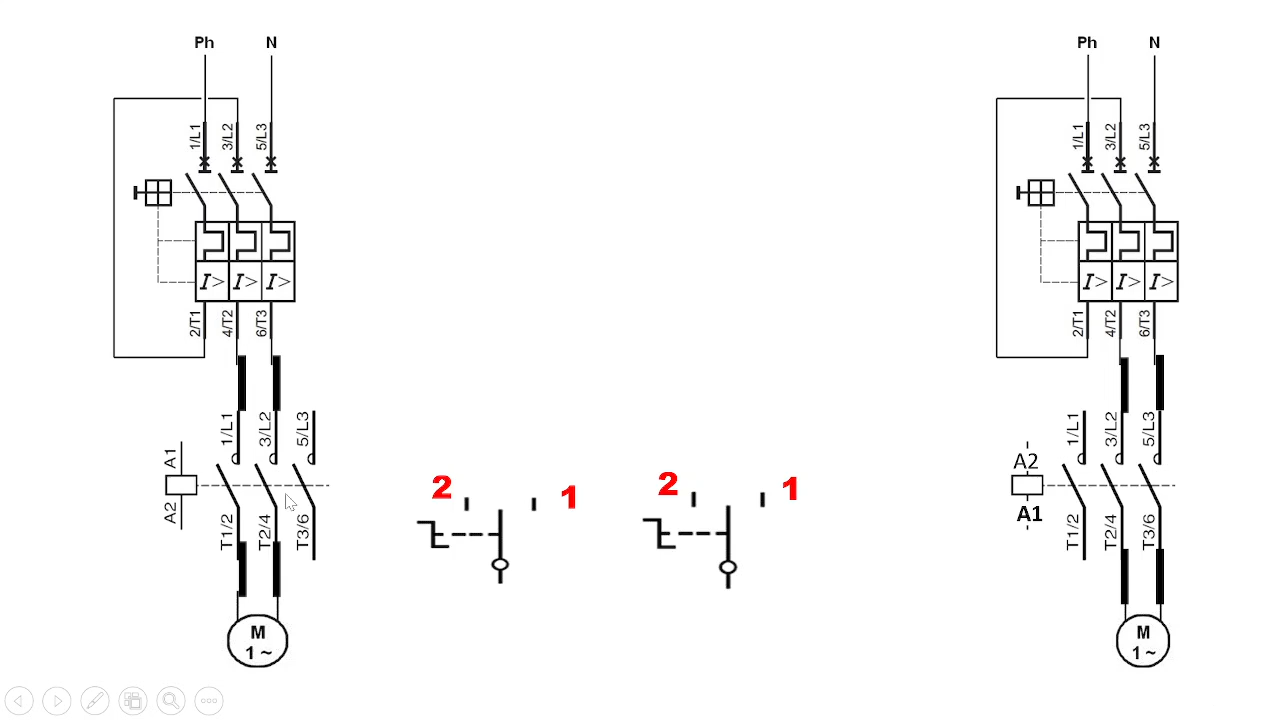 Ph N
Ph N
1/L1 3/L2 5/L3
1/L1 3/L2 5/L3
I> I> I>
I> I> I>
2/T1 4/T2 6/T3
2/T1 4/T2 6/T3
1/L1 3/L2 5/L3
1/L1 3/L2 5/L3
A1
A2
A2
A1
2 1
2 1
T1/2 T2/4 T3/6
T1/2 T2/4 T3/6
M
1 ~
M
1 ~